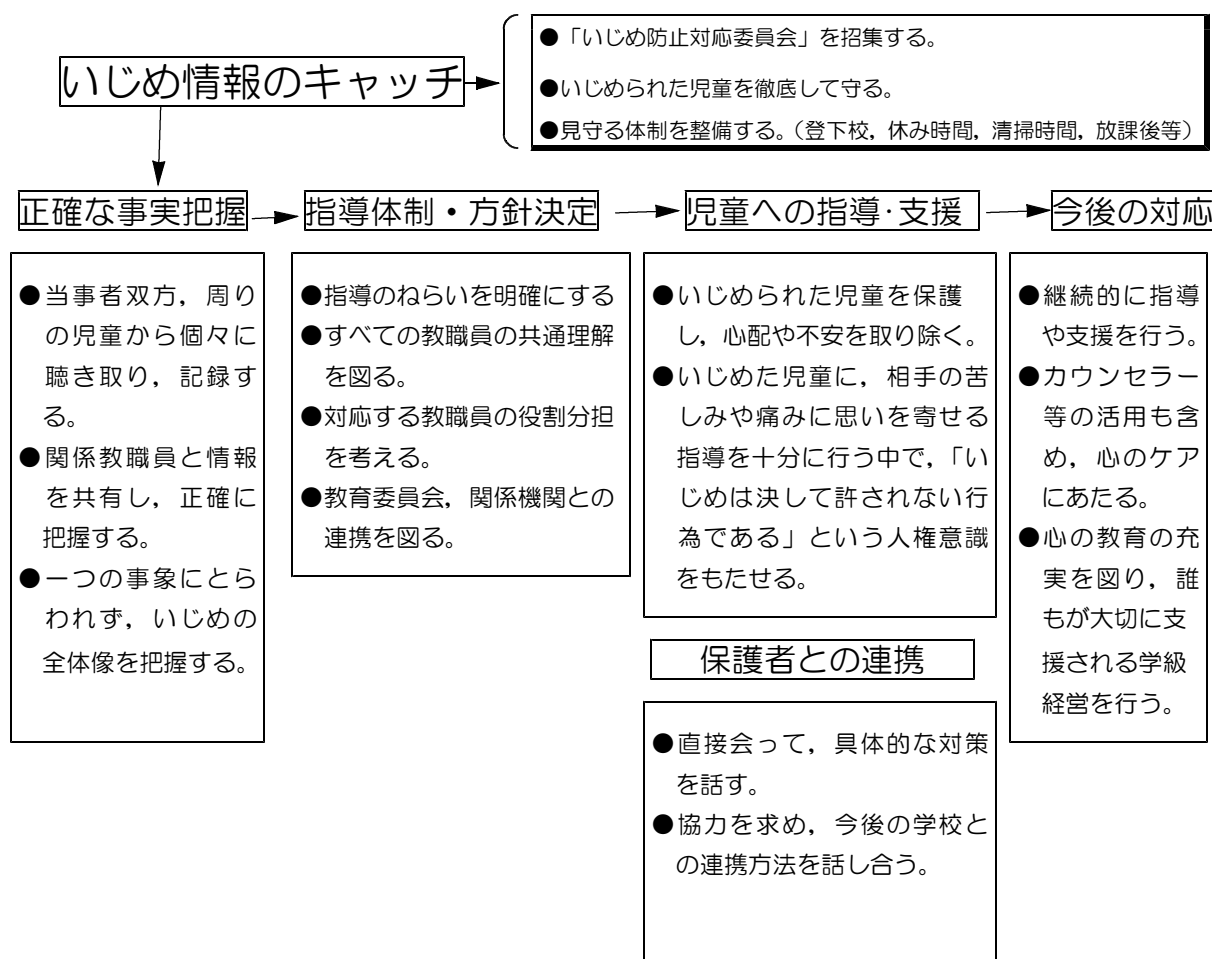 ●「いじめ防止対応委員会」を招集する。
いじめ情報のキャッチ
●いじめられた児童を徹底して守る。
●見守る体制を整備する。（登下校，休み時間，清掃時間，放課後等）
正確な事実把握
指導体制・方針決定
児童への指導・支援
今後の対応
●当事者双方，周り
の児童から個々に
聴き取り，記録す
る。
●関係教職員と情報
を共有し，正確に
把握する。
●一つの事象にとら
われず，いじめの
全体像を把握する。
●指導のねらいを明確にする
●すべての教職員の共通理解
を図る。
●対応する教職員の役割分担
を考える。
●教育委員会，関係機関との
連携を図る。
●いじめられた児童を保護
し，心配や不安を取り除く。
●いじめた児童に，相手の苦
しみや痛みに思いを寄せる
指導を十分に行う中で，「い
じめは決して許されない行
為である」という人権意識
をもたせる。
保護者との連携
●直接会って，具体的な対策
を話す。
●協力を求め，今後の学校と
の連携方法を話し合う。
●継続的に指導
や支援を行う。
●カウンセラー
等の活用も含
め，心のケア
にあたる。
●心の教育の充
実を図り，誰
もが大切に支
援される学級
経営を行う。